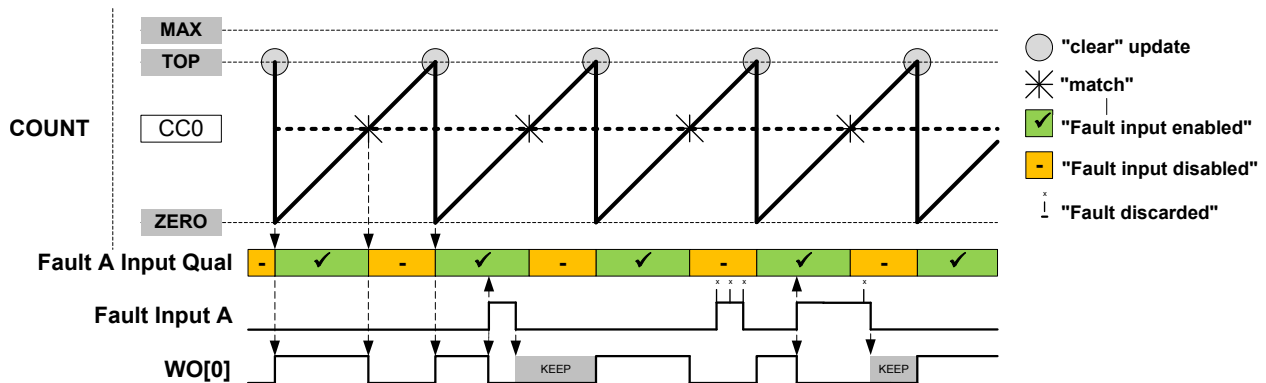 MAX
"clear" update
TOP
"match"
COUNT
CC0
"Fault input enabled"
"Fault input disabled"
ZERO
"Fault discarded"
Fault A Input Qual
- ✓ - ✓ - ✓ - ✓ - ✓
x x x x x
Fault Input A
WO[0]
KEEP KEEP